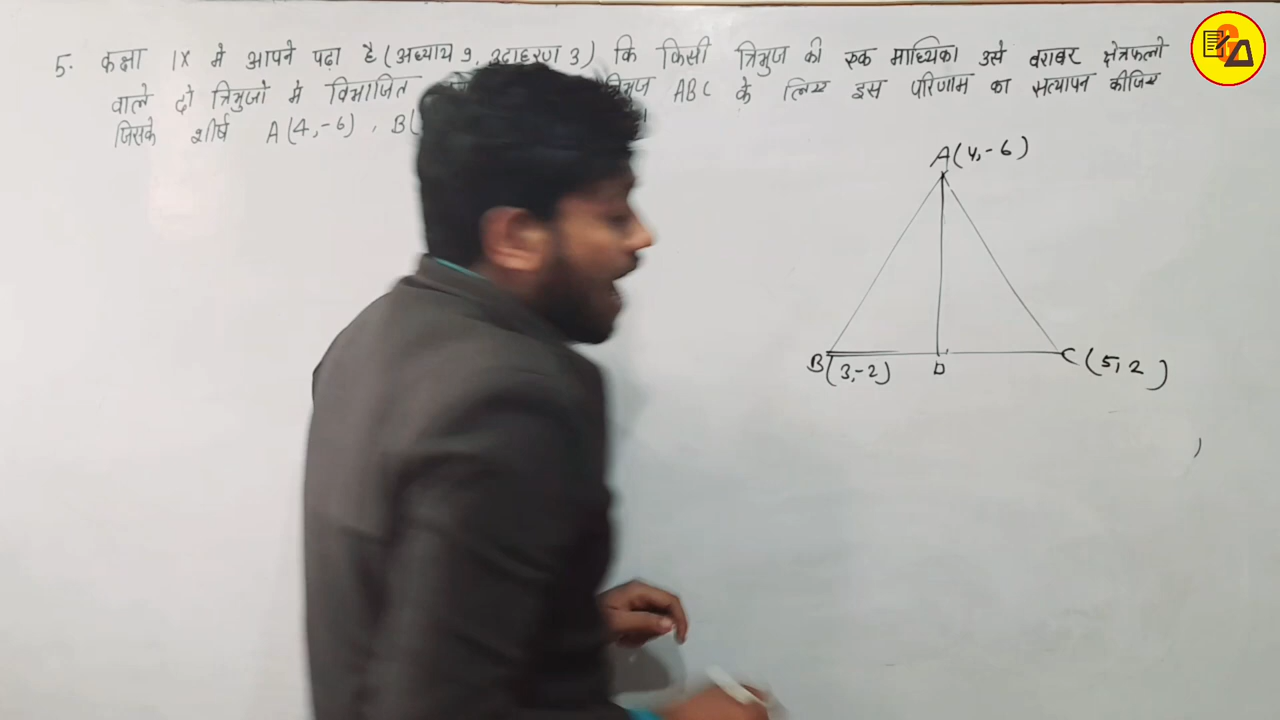 5. कक्षा IX में आपने पढ़ा है (अध्याय 9, उदाहरण 3) कि किसी त्रिभुज की एक माध्यिका उसे बराबर क्षेत्रफलों
वाले दो त्रिभुजों में विभाजित ABC के लिए इस परिणाम का सत्यापन कीजिए
जिसके शीर्ष A(4,-6), B(
A(4,-6)
B(3,-2) D C(5,2)